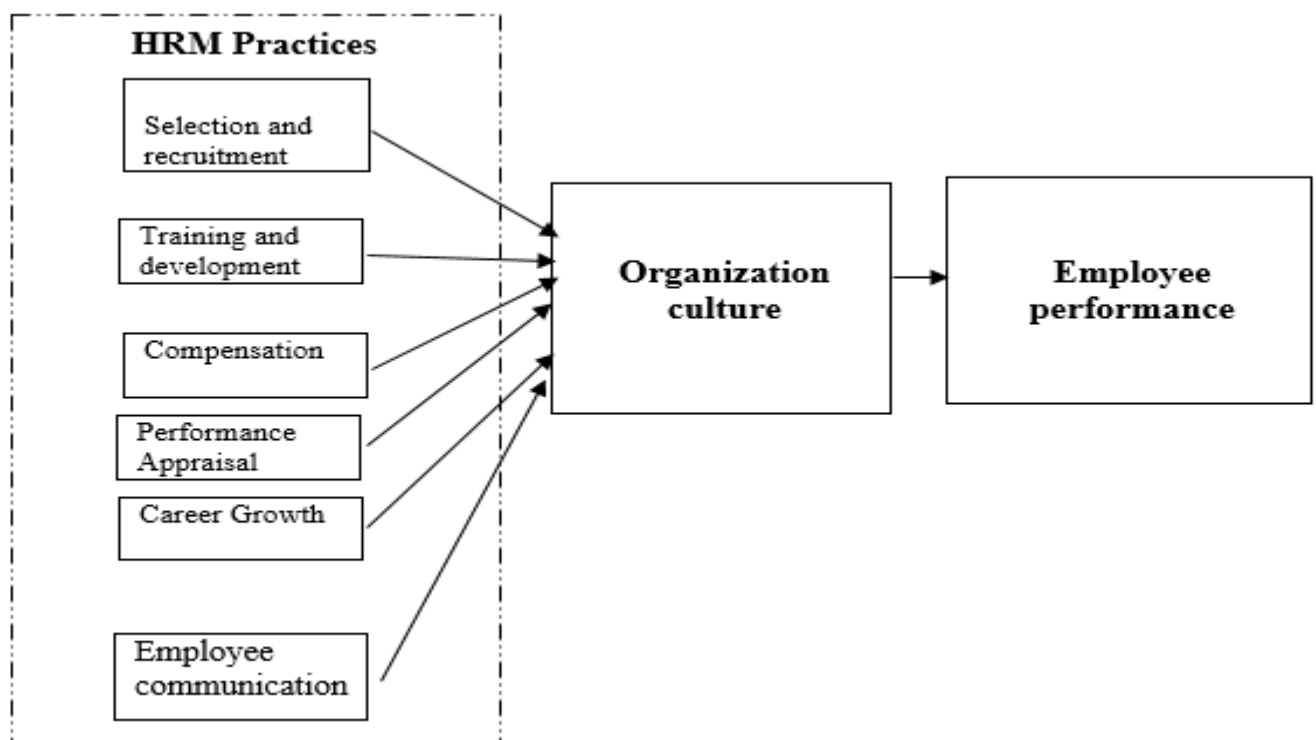 HRM Practices
Selection and
recruitment
Training and
development
Compensation
Performance
Appraisal
Career Growth
Employee
communication
Organization
culture
Employee
performance